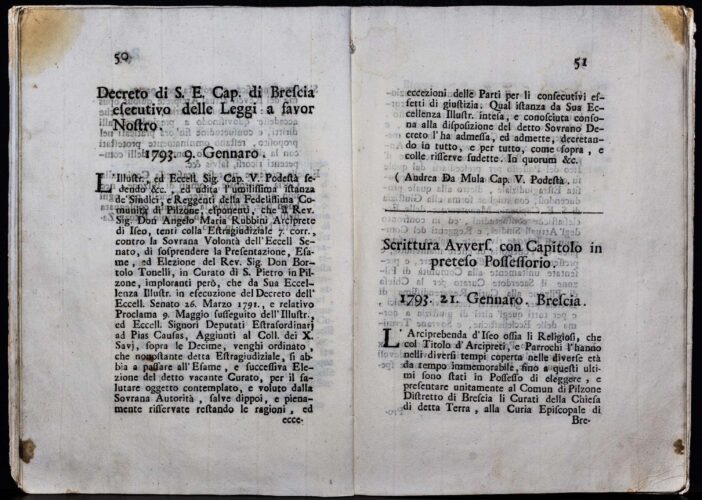 50
Decreto di S. E. Cap. di Breſcia
eſecutivo delle Leggi a favor
Noſtro.
1793. 9. Gennaro.
L'Illuſtr., ed Eccell. Sig. Cap. V. Podeſtà ſe-
dendo &c., ed udita l'umiliſſima iſtanza
de' Sindici, e Reggenti della Fedeliſſima Co-
munità di Pilzone, eſponenti, che il Rev.
Sig. Don Angelo Maria Rubbini Arciprete
di Iſeo, tenti colla Eſtragiudiziale 7. corr.,
contro la Sovrana Volontà dell'Eccell Se-
nato, di ſoſprendere la Preſentazione, Eſa-
me, ed Elezione del Rev. Sig. Don Bor-
tolo Tonelli, in Curato di S. Pietro in Pil-
zone, imploranti però, che da Sua Eccel-
lenza Illuſtr. in eſecuzione del Decreto dell'
Eccell. Senato 26. Marzo 1791., e relativo
Proclama 9. Maggio ſuſſeguito dell'Illuſtr.,
ed Eccell. Signori Deputati Eſtraſordinarj
ad Pias Cauſas, Aggiunti al Coll. dei X.
Savj, ſopra le Decime, venghi ordinato,
che nonoſtante detta Eſtragiudiziale, ſi ab-
bia a paſſare all'Eſame, e ſucceſſiva Ele-
zione del detto vacante Curato, per il ſa-
lutare oggetto contemplato, e voluto dalla
Sovrana Autorità, ſalve dippoi, e piena-
mente riſſervate reſtando le ragioni, ed
ecce-
51
eccezioni delle Parti per li conſecutivi ef-
fetti di giuſtizia. Qual iſtanza da Sua Ec-
cellenza Illuſtr. inteſa, e conoſciuta conſo-
na alla diſpoſizione del detto Sovrano De-
creto l'ha admeſſa, ed admette, decretan-
do in tutto, e per tutto, come ſopra, e
colle riſſerve ſudette. In quorum &c.
( Andrea Da Mula Cap. V. Podeſtà.
Scrittura Avverſ. con Capitolo in
preteſo Poſſeſſorio.
1793. 21. Gennaro. Breſcia.
L'Arciprebenda d'Iſeo oſſia li Religioſi, che
col Titolo d'Arcipreti, e Parrochi l'hanno
nelli diverſi tempi coperta nelle diverſe età
da tempo immemorabile, fino a queſti ulti-
mi ſono ſtati in Poſſeſſo di eleggere, e
preſentare unitamente al Comun di Pilzone
Diſtretto di Breſcia li Curati della Chieſa
di detta Terra, alla Curia Epiſcopale di
Bre-